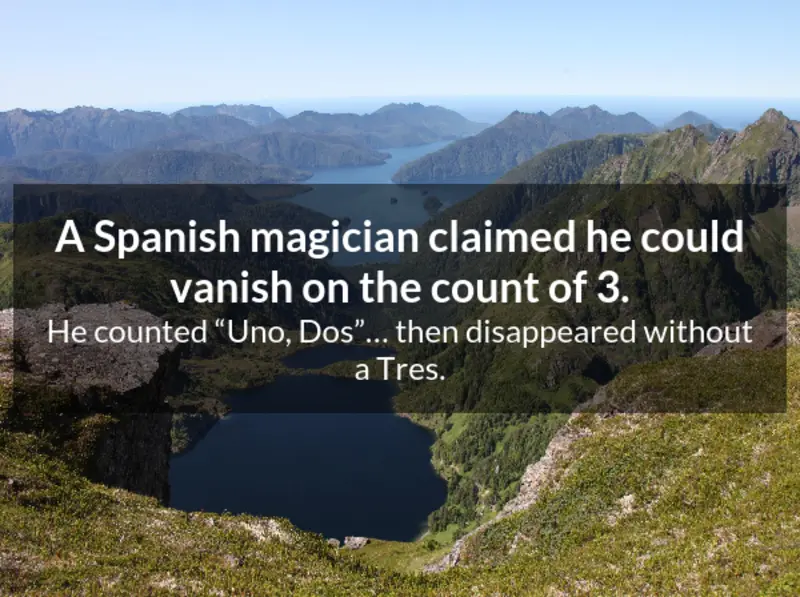 A Spanish magician claimed he could
vanish on the count of 3.
He counted “Uno, Dos”... then disappeared without
a Tres.